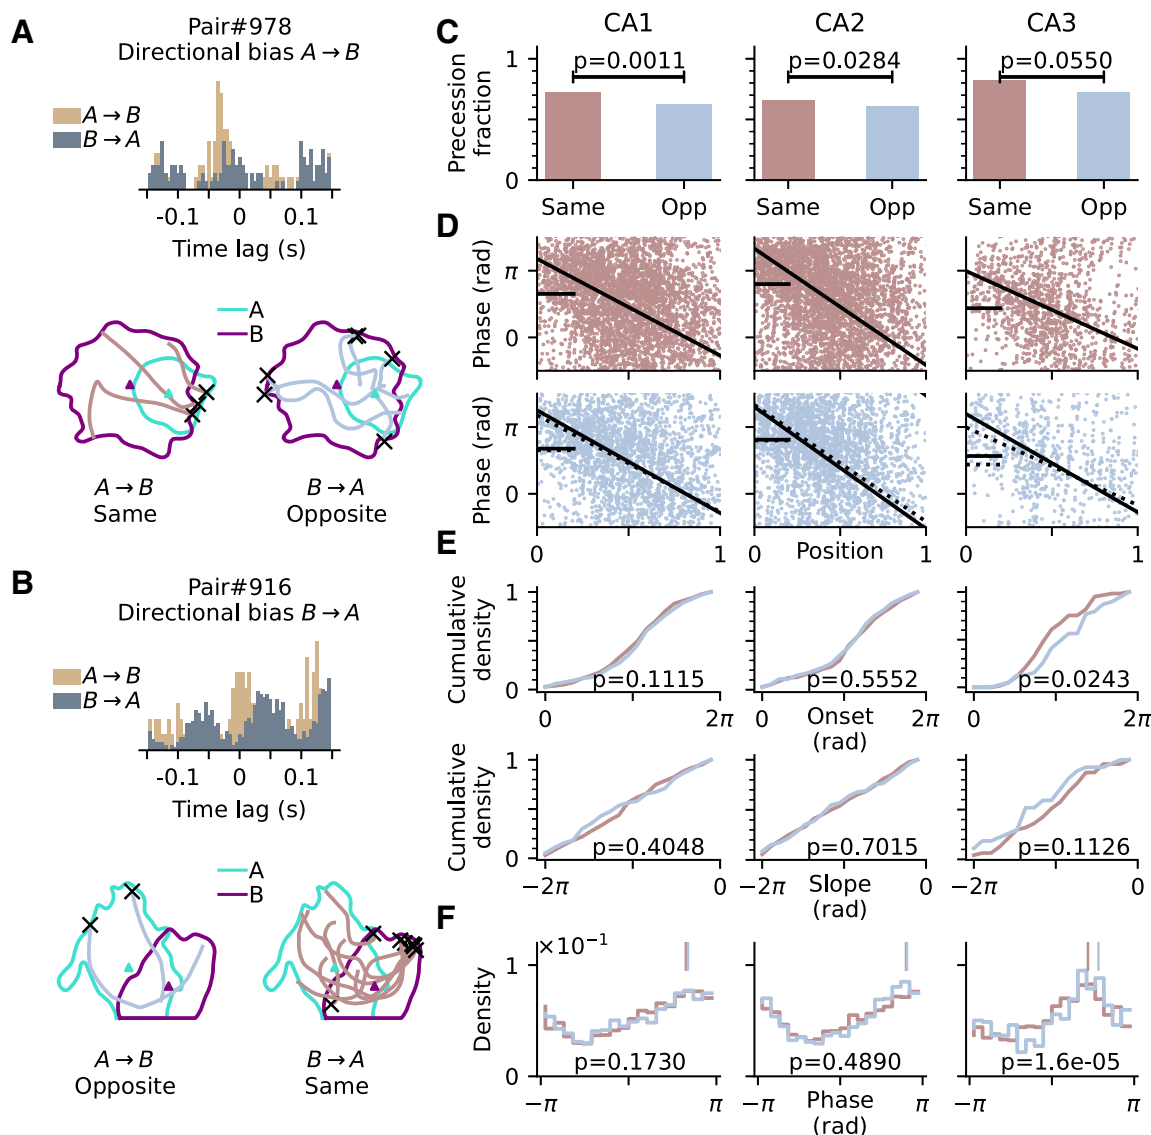 A
Pair#978
Directional bias A→B
A→B
B→A
-0.1 0 0.1
Time lag (s)
A
B
A→B
Same
B→A
Opposite
B
Pair#916
Directional bias B→A
A→B
B→A
-0.1 0 0.1
Time lag (s)
A
B
A→B
Opposite
B→A
Same
C
CA1 CA2 CA3
Precession
fraction
1
0
p=0.0011 p=0.0284 p=0.0550
Same Opp Same Opp Same Opp
D
Phase (rad)
π
0
Phase (rad)
π
0
0 1 0 Position 1 0 1
E
Cumulative
density
1
0
p=0.1115 p=0.5552 p=0.0243
0 2π 0 Onset 2π 0 2π
(rad)
Cumulative
density
1
0
p=0.4048 p=0.7015 p=0.1126
−2π 0 −2π Slope 0 −2π 0
(rad)
F
×10⁻¹
Density
1
0
p=0.1730 p=0.4890 p=1.6e-05
−π π −π Phase π −π π
(rad)